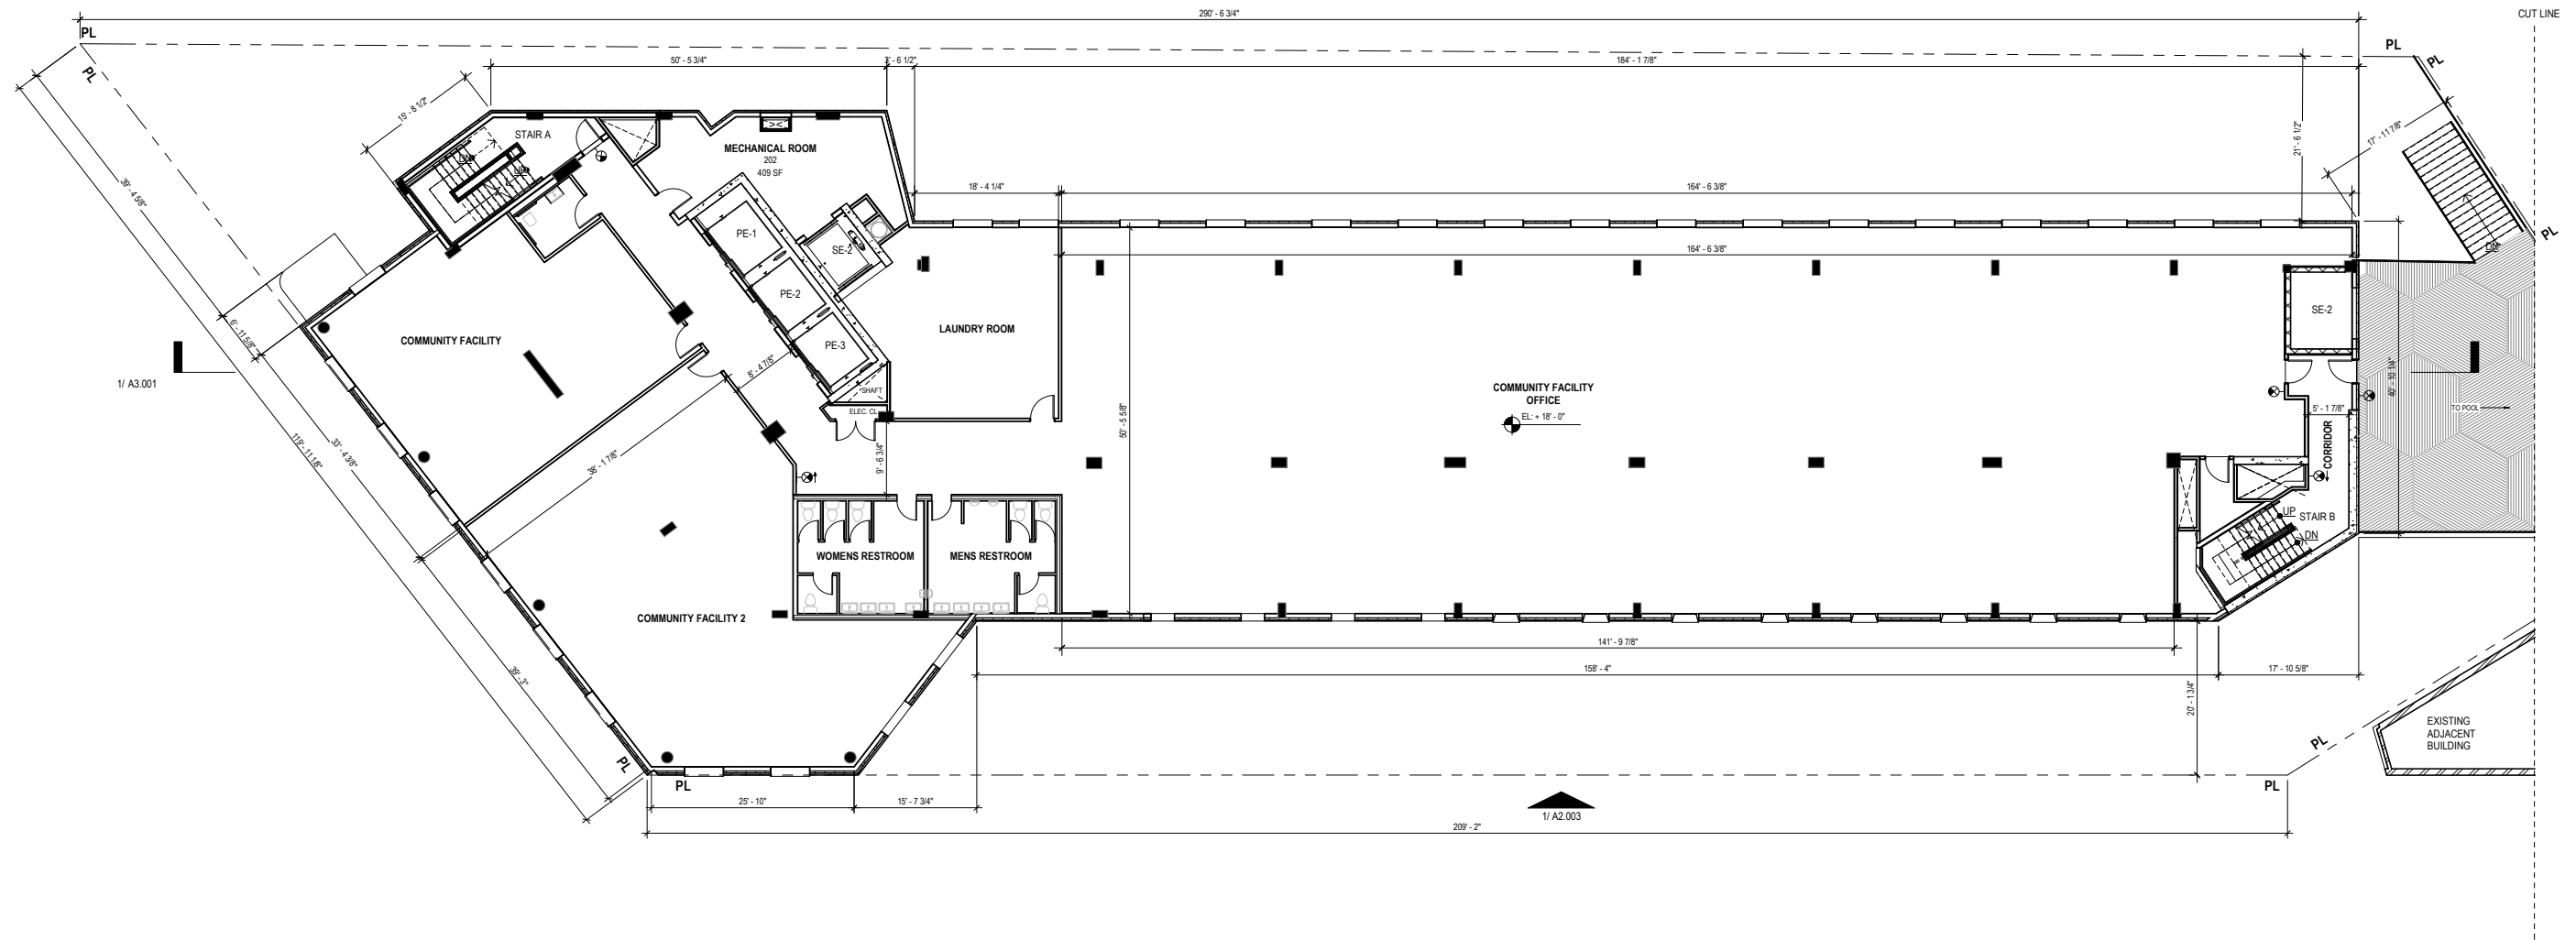 290' - 6 3/4"
CUT LINE
PL
PL
PL
PL
50' - 5 3/4"
3' - 6 1/2"
184' - 1 7/8"
15' - 8 1/2"
STAIR A
DN
UP
MECHANICAL ROOM
202
409 SF
21' - 6 1/2"
17' - 11 7/8"
39' - 4 5/8"
18' - 4 1/4"
164' - 6 3/8"
PE-1
SE-2
164' - 6 3/8"
DN
PL
PE-2
6' - 11 5/8"
COMMUNITY FACILITY
LAUNDRY ROOM
SE-2
PE-3
1/ A3.001
8' - 4 7/8"
SHAFT
ELEC. CL
COMMUNITY FACILITY
OFFICE
EL: + 18' - 0"
50' - 5 5/8"
40' - 10 1/4"
5' - 1 7/8"
TO POOL
CORRIDOR
119' - 11 1/8"
33' - 4 3/8"
38' - 1 7/8"
9' - 6 3/4"
UP
STAIR B
DN
WOMENS RESTROOM
MENS RESTROOM
COMMUNITY FACILITY 2
141' - 9 7/8"
158' - 4"
17' - 10 5/8"
39' - 3"
20' - 1 3/4"
EXISTING
ADJACENT
BUILDING
PL
PL
PL
PL
25' - 10"
15' - 7 3/4"
1/ A2.003
209' - 2"